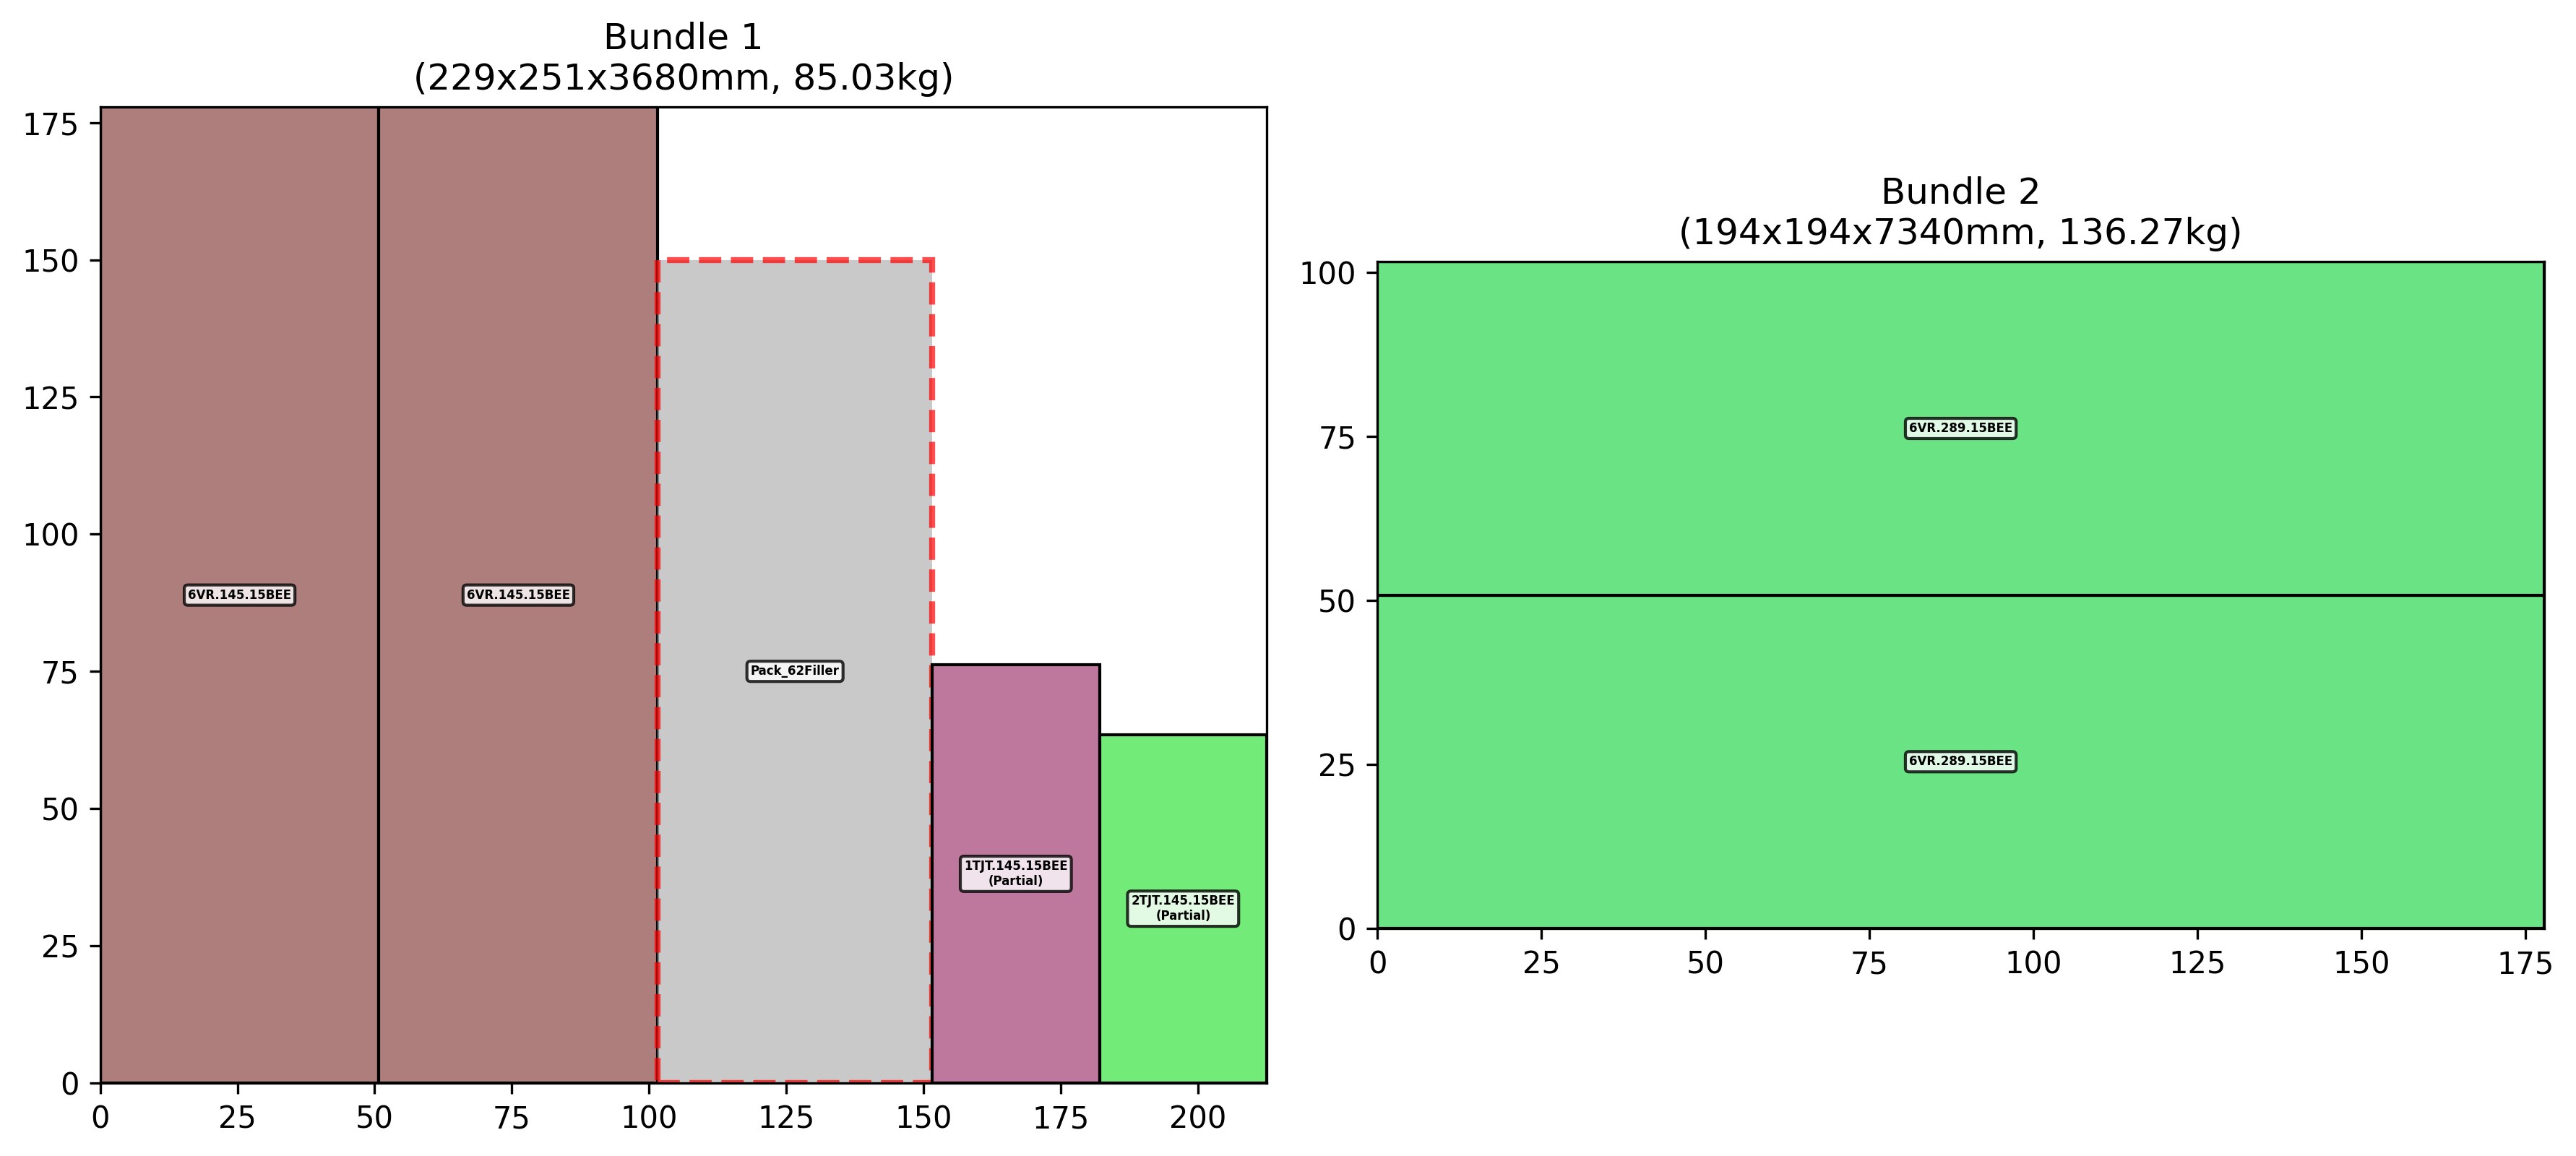 Bundle 1
(229x251x3680mm, 85.03kg)
175
150
125
100
75
50
25
0
0 25 50 75 100 125 150 175 200
6VR.145.15BEE
6VR.145.15BEE
Pack_62Filler
1TJT.145.15BEE
(Partial)
2TJT.145.15BEE
(Partial)
Bundle 2
(194x194x7340mm, 136.27kg)
100
75
50
25
0
0 25 50 75 100 125 150 175
6VR.289.15BEE
6VR.289.15BEE